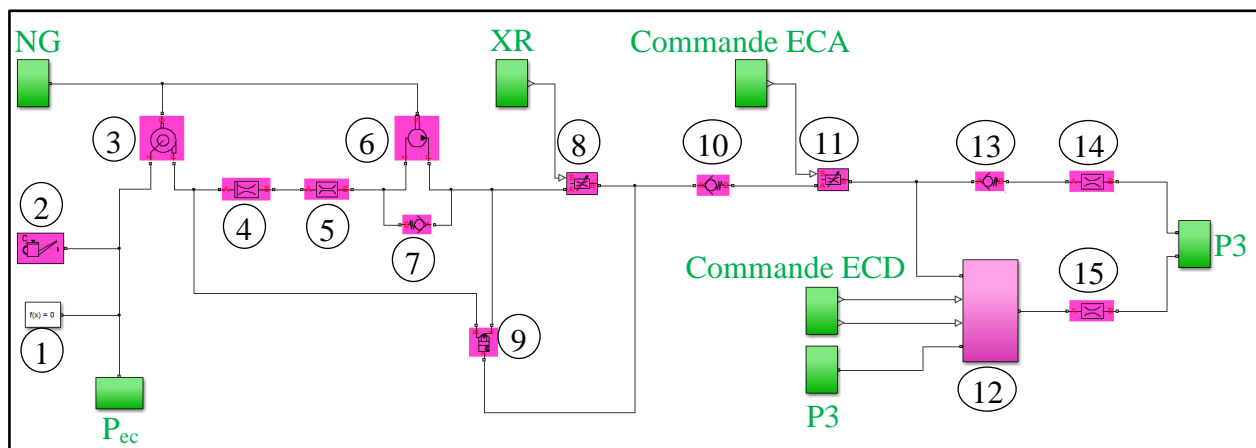 NG
XR
Commande ECA
3
6
8
10
11
13
14
4
5
7
2
C
P3
Commande ECD
15
f(x) = 0
1
9
12
P3
Pec